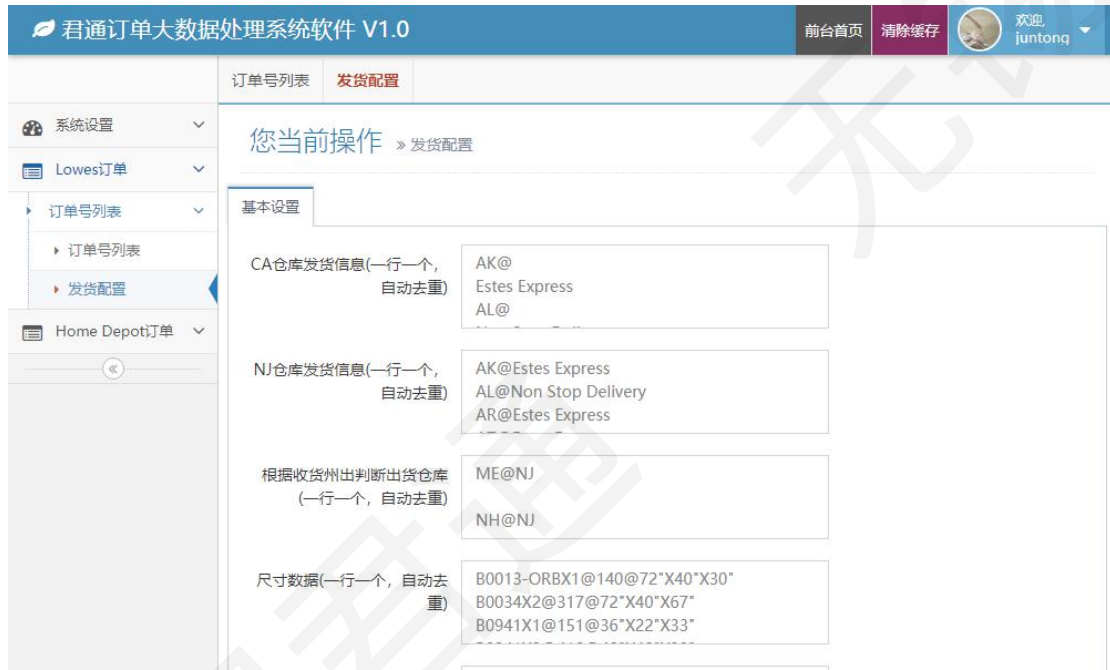 君通订单大数据处理系统软件 V1.0
前台首页
清除缓存
欢迎,
juntong
订单号列表
发货配置
系统设置
Lowes订单
订单号列表
订单号列表
发货配置
Home Depot订单
您当前操作 » 发货配置
基本设置
CA仓库发货信息(一行一个,
自动去重)
AK@
Estes Express
AL@
NJ仓库发货信息(一行一个,
自动去重)
AK@Estes Express
AL@Non Stop Delivery
AR@Estes Express
根据收货州出判断出货仓库
(一行一个, 自动去重)
ME@NJ
NH@NJ
尺寸数据(一行一个, 自动去
重)
B0013-ORBX1@140@72"X40"X30"
B0034X2@317@72"X40"X67"
B0941X1@151@36"X22"X33"
君通
无